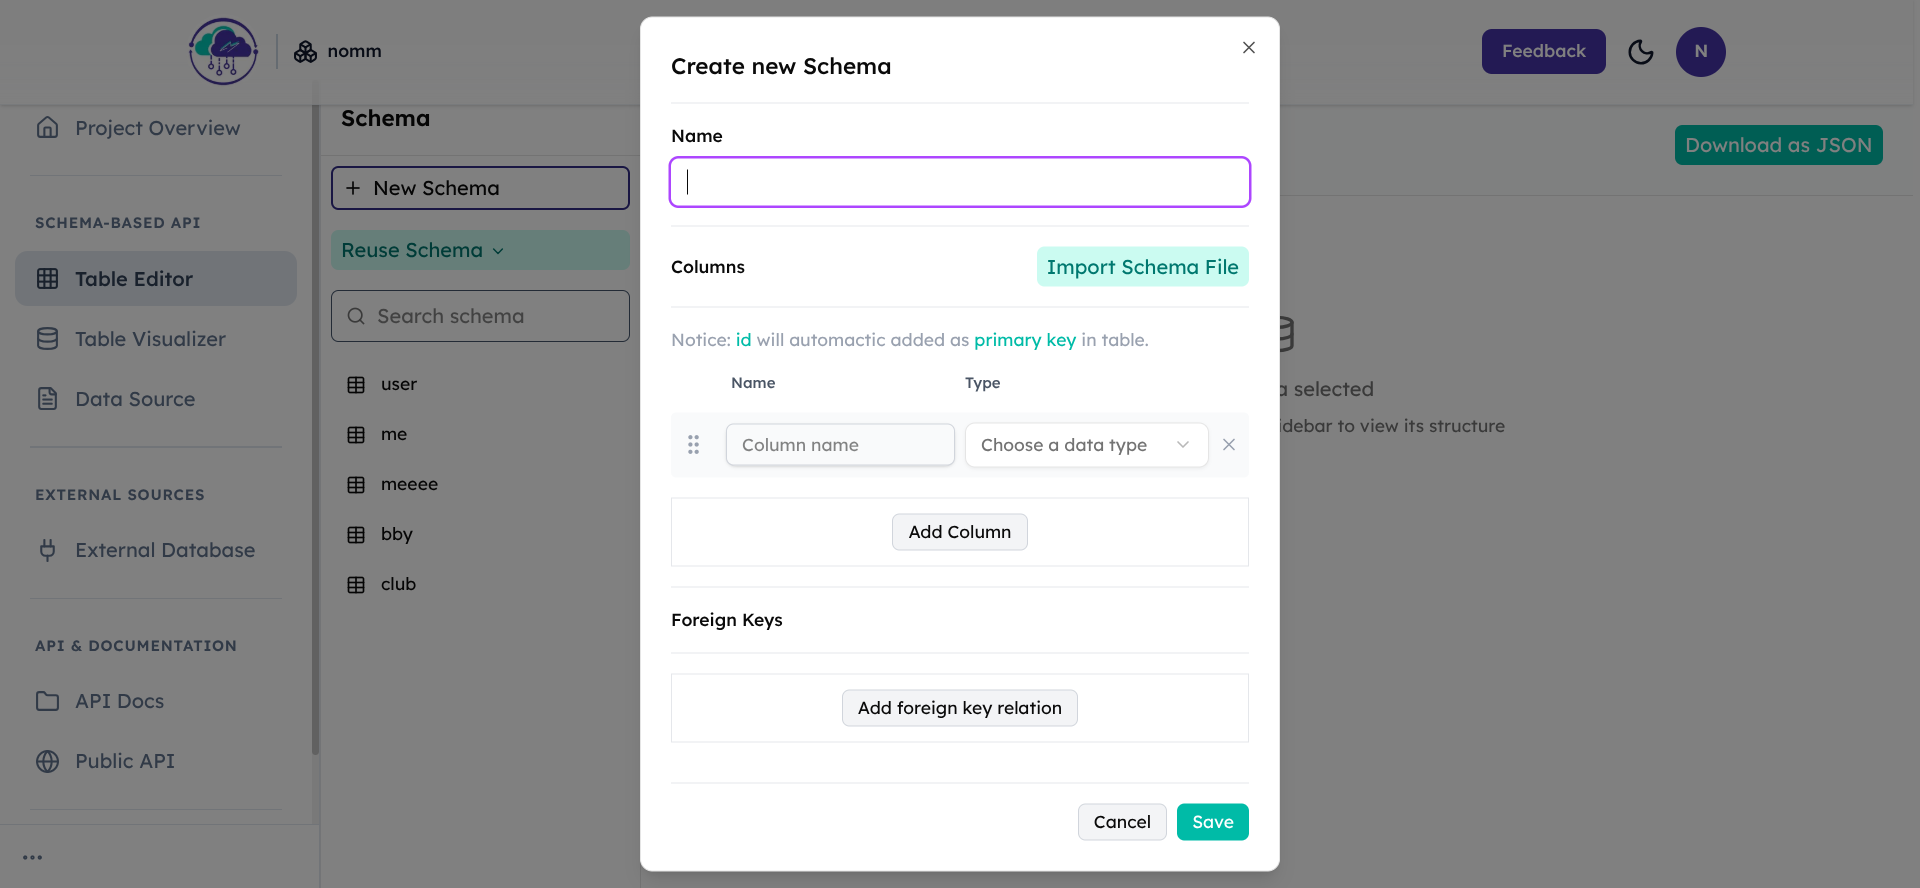 nomm
Feedback
N
Project Overview
SCHEMA-BASED API
Table Editor
Table Visualizer
Data Source
EXTERNAL SOURCES
External Database
API & DOCUMENTATION
API Docs
Public API
Schema
New Schema
Reuse Schema
Search schema
user
me
meeee
bby
club
Create new Schema
Name
Columns
Import Schema File
Notice: id will automactic added as primary key in table.
Name Type
Column name Choose a data type
Add Column
Foreign Keys
Add foreign key relation
Cancel Save
Download as JSON
selected
to view its structure